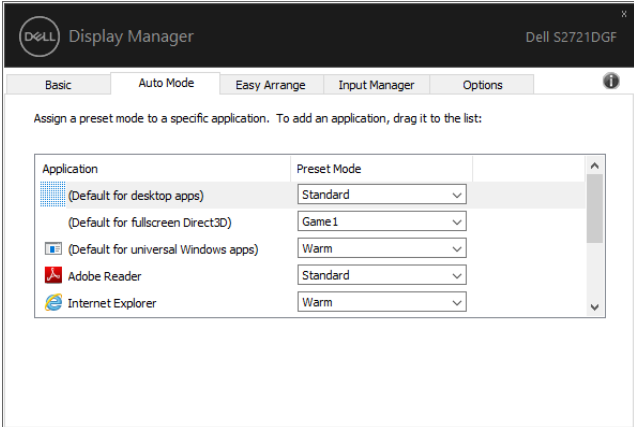 x
DELL Display Manager Dell S2721DGF
Basic Auto Mode Easy Arrange Input Manager Options
Assign a preset mode to a specific application. To add an application, drag it to the list:
Application Preset Mode
(Default for desktop apps) Standard
(Default for fullscreen Direct3D) Game1
(Default for universal Windows apps) Warm
Adobe Reader Standard
Internet Explorer Warm